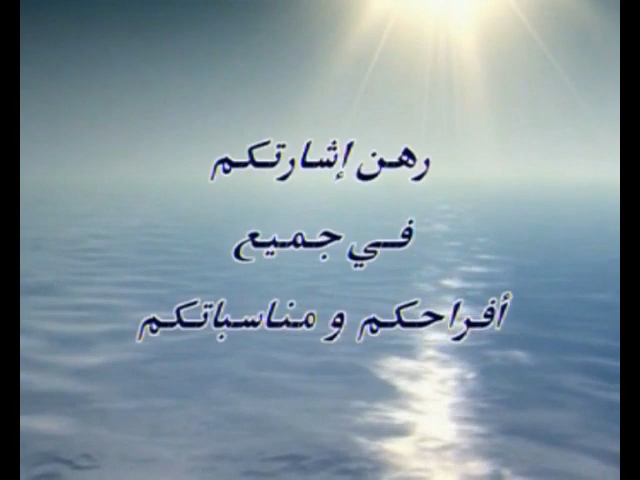 رهن إشارتكم
في جميع
أفراحكم و مناسباتكم